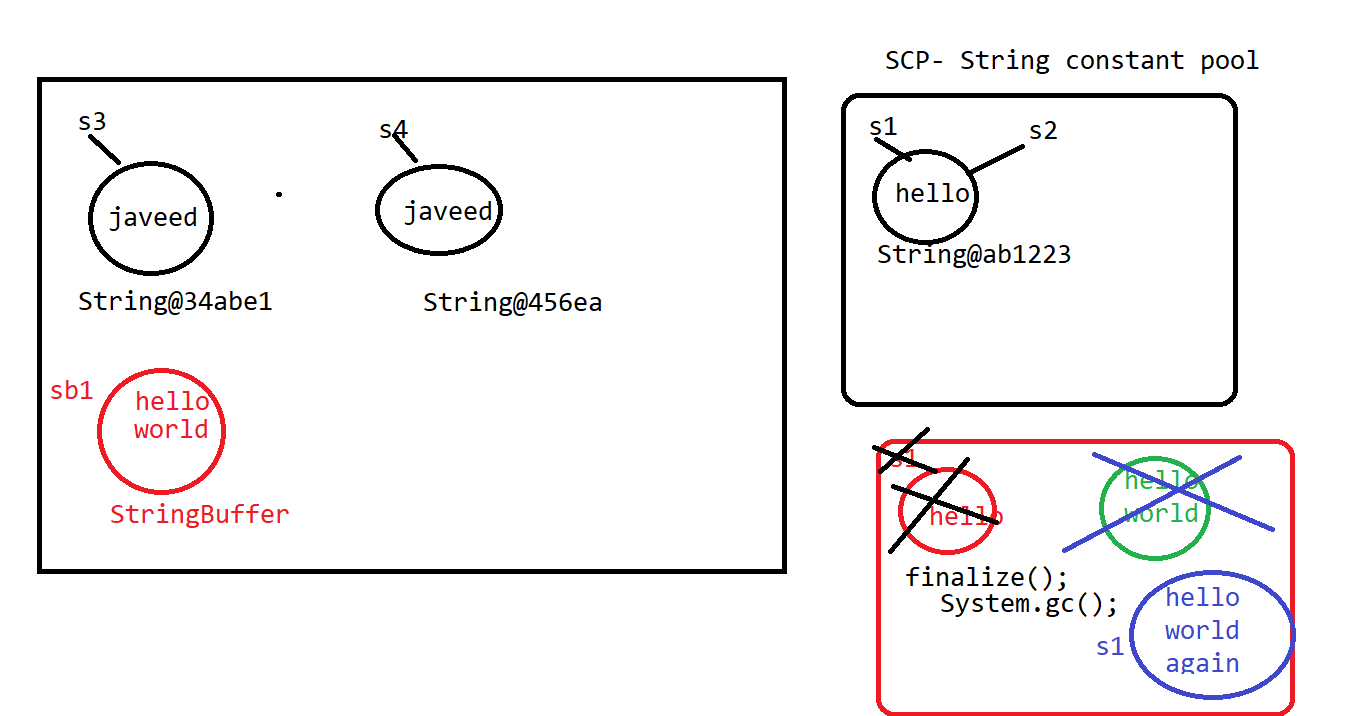 SCP- String constant pool
s3
s4
javeed
javeed
String@34abe1
String@456ea
sb1
hello
world
StringBuffer
s1
s2
hello
String@ab1223
s1
hello
hello
world
finalize();
System.gc();
s1
hello
world
again